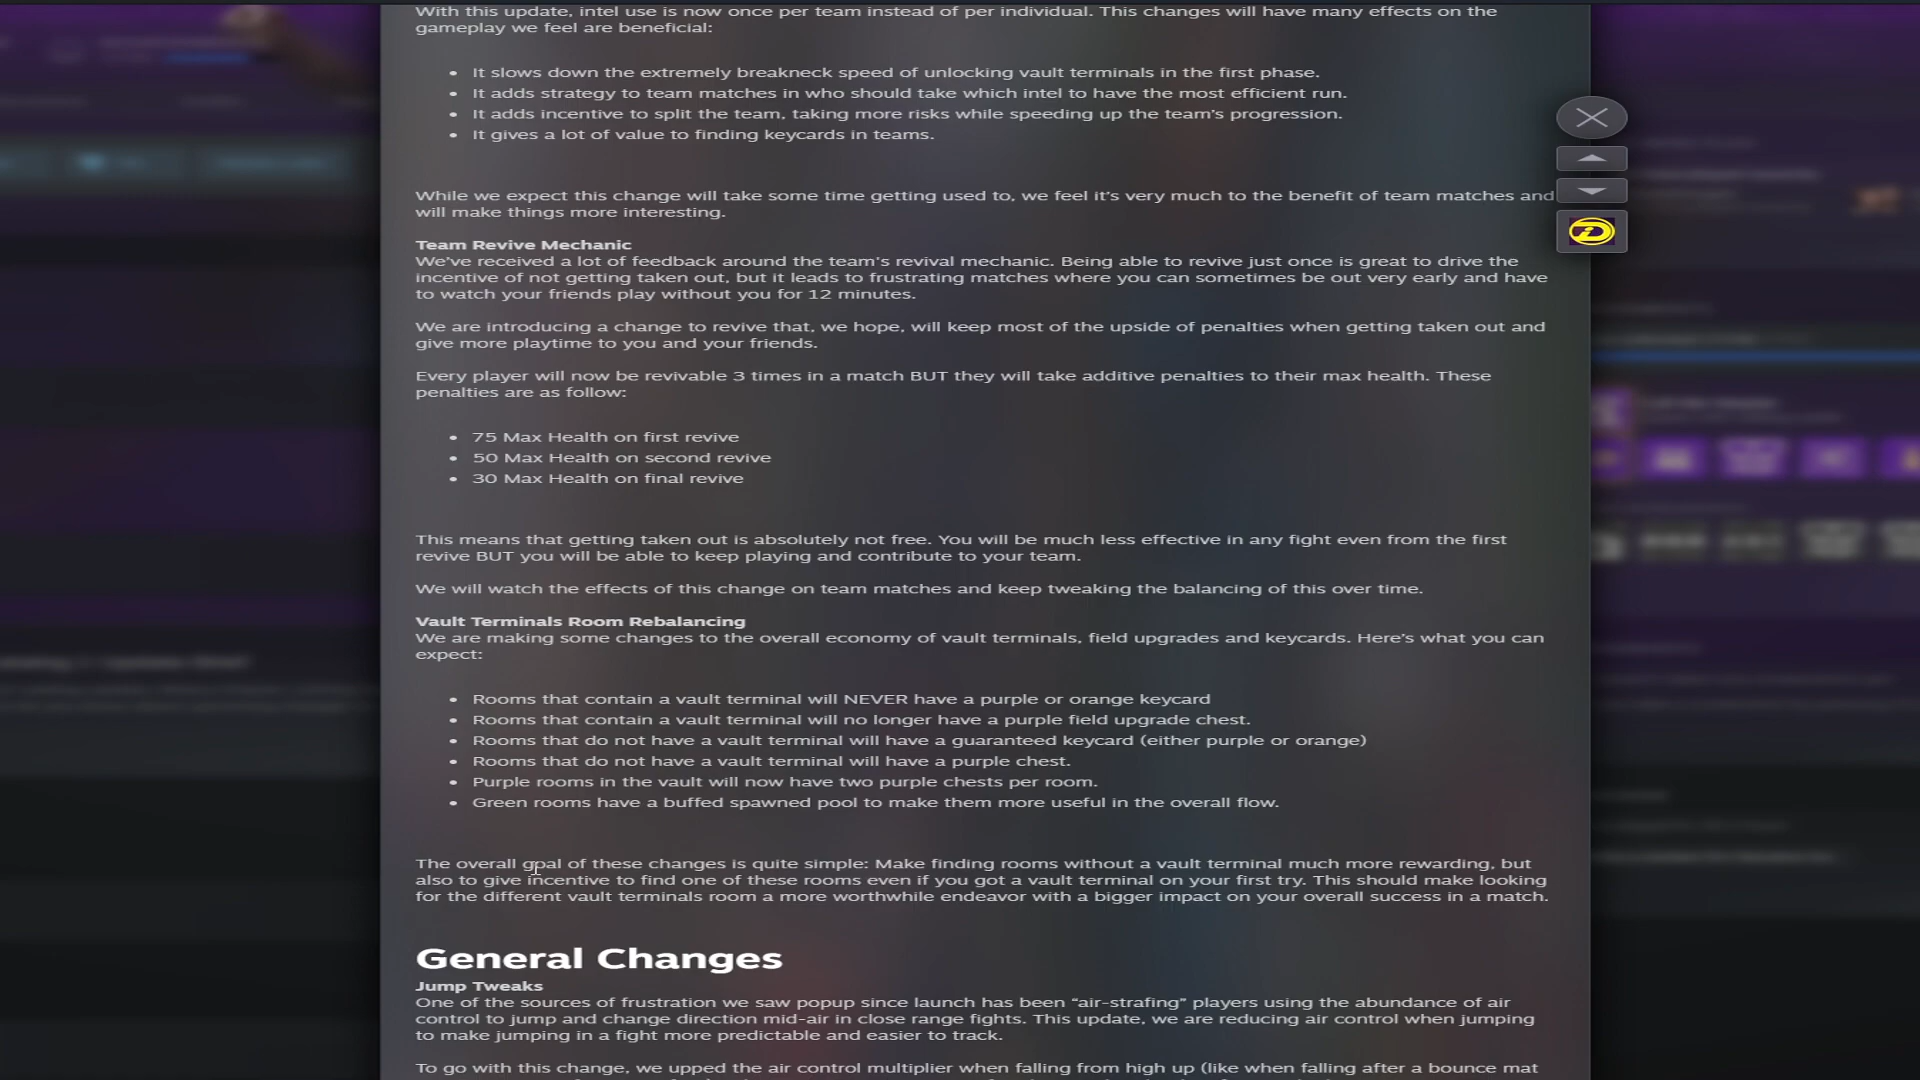 With this update, intel use is now once per team instead of per individual. This changes will have many effects on the
gameplay we feel are beneficial:
• It slows down the extremely breakneck speed of unlocking vault terminals in the first phase.
• It adds strategy to team matches in who should take which intel to have the most efficient run.
• It adds incentive to split the team, taking more risks while speeding up the team's progression.
• It gives a lot of value to finding keycards in teams.
While we expect this change will take some time getting used to, we feel it's very much to the benefit of team matches and
will make things more interesting.
Team Revive Mechanic
We've received a lot of feedback around the team's revival mechanic. Being able to revive just once is great to drive the
incentive of not getting taken out, but it leads to frustrating matches where you can sometimes be out very early and have
to watch your friends play without you for 12 minutes.
We are introducing a change to revive that, we hope, will keep most of the upside of penalties when getting taken out and
give more playtime to you and your friends.
Every player will now be revivable 3 times in a match BUT they will take additive penalties to their max health. These
penalties are as follow:
• 75 Max Health on first revive
• 50 Max Health on second revive
• 30 Max Health on final revive
This means that getting taken out is absolutely not free. You will be much less effective in any fight even from the first
revive BUT you will be able to keep playing and contribute to your team.
We will watch the effects of this change on team matches and keep tweaking the balancing of this over time.
Vault Terminals Room Rebalancing
We are making some changes to the overall economy of vault terminals, field upgrades and keycards. Here's what you can
expect:
• Rooms that contain a vault terminal will NEVER have a purple or orange keycard
• Rooms that contain a vault terminal will no longer have a purple field upgrade chest.
• Rooms that do not have a vault terminal will have a guaranteed keycard (either purple or orange)
• Rooms that do not have a vault terminal will have a purple chest.
• Purple rooms in the vault will now have two purple chests per room.
• Green rooms have a buffed spawned pool to make them more useful in the overall flow.
The overall goal of these changes is quite simple: Make finding rooms without a vault terminal much more rewarding, but
also to give incentive to find one of these rooms even if you got a vault terminal on your first try. This should make looking
for the different vault terminals room a more worthwhile endeavor with a bigger impact on your overall success in a match.
General Changes
Jump Tweaks
One of the sources of frustration we saw popup since launch has been “air-strafing” players using the abundance of air
control to jump and change direction mid-air in close range fights. This update, we are reducing air control when jumping
to make jumping in a fight more predictable and easier to track.
To go with this change, we upped the air control multiplier when falling from high up (like when falling after a bounce mat